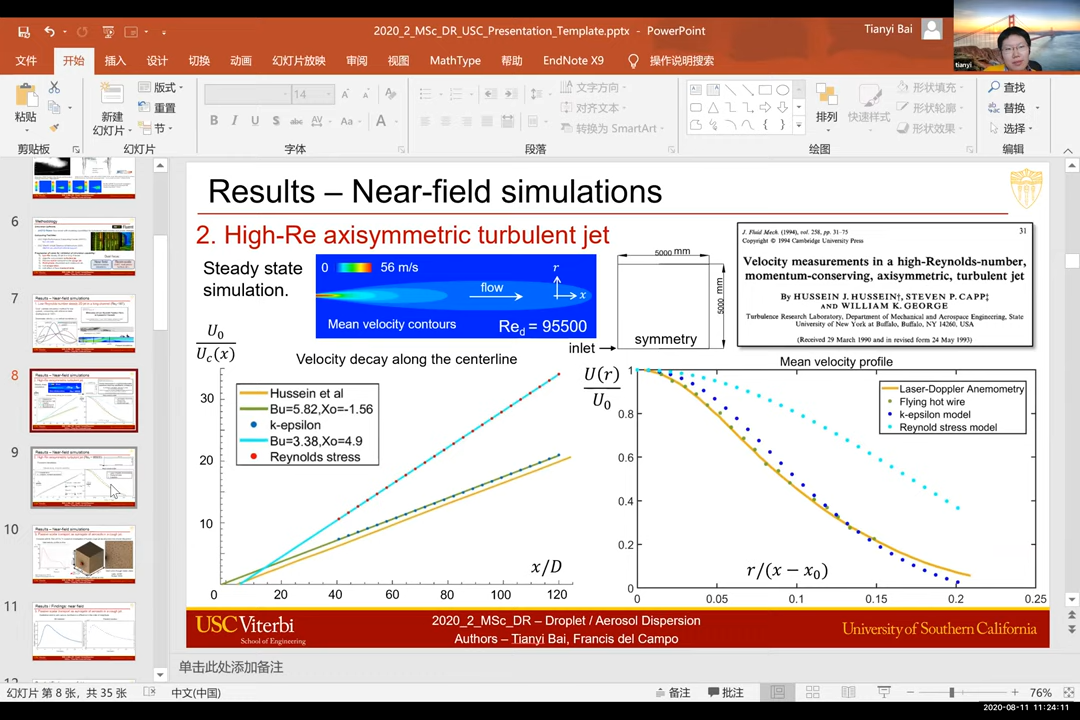 2020_2_MSc_DR_USC_Presentation_Template.pptx - PowerPoint
Tianyi Bai
tianyi
文件 开始 插入 设计 切换 动画 幻灯片放映 审阅 视图 MathType 帮助 EndNote X9 操作说明搜索
粘贴
剪贴板
新建
幻灯片
版式
重置
节
幻灯片
14
B I U S abc AV Aa A
字体
文字方向
对齐文本
转换为 SmartArt
段落
排列
快速样式
形状填充
形状轮廓
形状效果
绘图
查找
替换
选择
编辑
6
7
8
9
10
11
Results – Near-field simulations
2. High-Re axisymmetric turbulent jet
Steady state
simulation.
0 56 m/s
flow
r
x
Mean velocity contours
Re_d = 95500
5000 mm
5000 mm
inlet
symmetry
J. Fluid Mech. (1994), vol. 258, pp. 31–75
31
Copyright © 1994 Cambridge University Press
Velocity measurements in a high-Reynolds-number,
momentum-conserving, axisymmetric, turbulent jet
By HUSSEIN J. HUSSEIN†, STEVEN P. CAPP‡
AND WILLIAM K. GEORGE
Turbulence Research Laboratory, Department of Mechanical and Aerospace Engineering, State
University of New York at Buffalo, Buffalo, NY 14260, USA
(Received 29 March 1990 and in revised form 24 May 1993)
U_0
U_c(x)
Velocity decay along the centerline
30
20
10
Hussein et al
Bu=5.82,Xo=-1.56
k-epsilon
Bu=3.38,Xo=4.9
Reynolds stress
x/D
0 20 40 60 80 100 120
Mean velocity profile
U(r)
U_0
1
0.8
0.6
0.4
0.2
0
Laser-Doppler Anemometry
Flying hot wire
k-epsilon model
Reynold stress model
r/(x − x_0)
0 0.05 0.1 0.15 0.2 0.25
USC Viterbi
School of Engineering
2020_2_MSc_DR – Droplet / Aerosol Dispersion
Authors – Tianyi Bai, Francis del Campo
University of Southern California
单击此处添加备注
幻灯片 第 8 张，共 35 张 中文(中国) 备注 批注 76%
2020-08-11 11:24:11